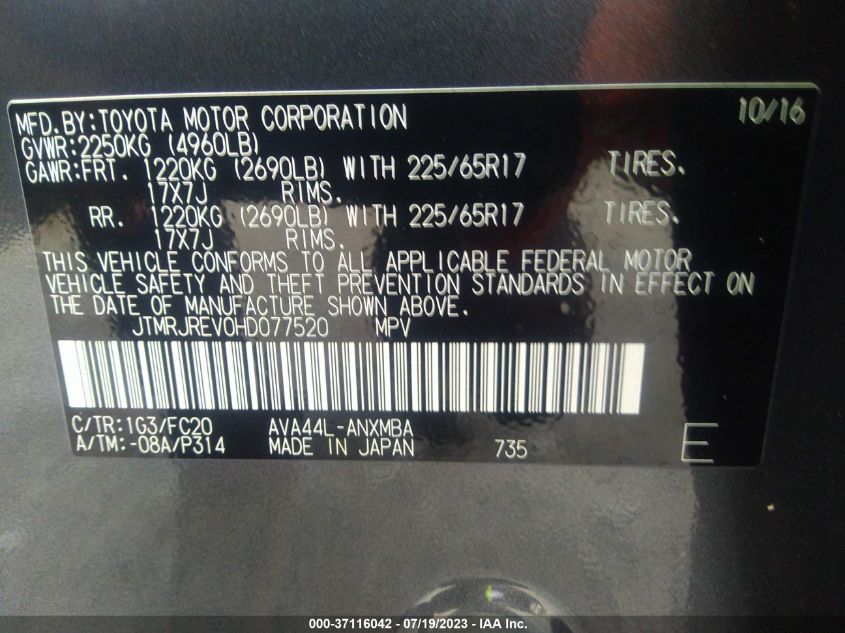 MFD.BY:TOYOTA MOTOR CORPORATION 10/16
GVWR:2250KG (4960LB)
GAWR:FRT. 1220KG (2690LB) WITH 225/65R17 TIRES.
17X7J RIMS.
RR. 1220KG (2690LB) WITH 225/65R17 TIRES.
17X7J RIMS.
THIS VEHICLE CONFORMS TO ALL APPLICABLE FEDERAL MOTOR
VEHICLE SAFETY AND THEFT PREVENTION STANDARDS IN EFFECT ON
THE DATE OF MANUFACTURE SHOWN ABOVE.
JTMRJREV0HD077520 MPV
C/TR:1G3/FC20 AVA44L-ANXMBA
A/TM:-08A/P314 MADE IN JAPAN 735 E
000-37116042 - 07/19/2023 - IAA Inc.